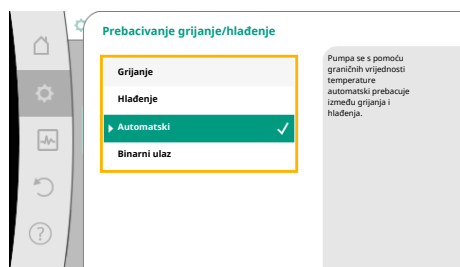 Prebacivanje grijanje/hlađenje
Grijanje
Hlađenje
Automatski
Binarni ulaz
Pumpa se s pomoću
graničnih vrijednosti
temperature
automatski prebacuje
između grijanja i
hlađenja.
?